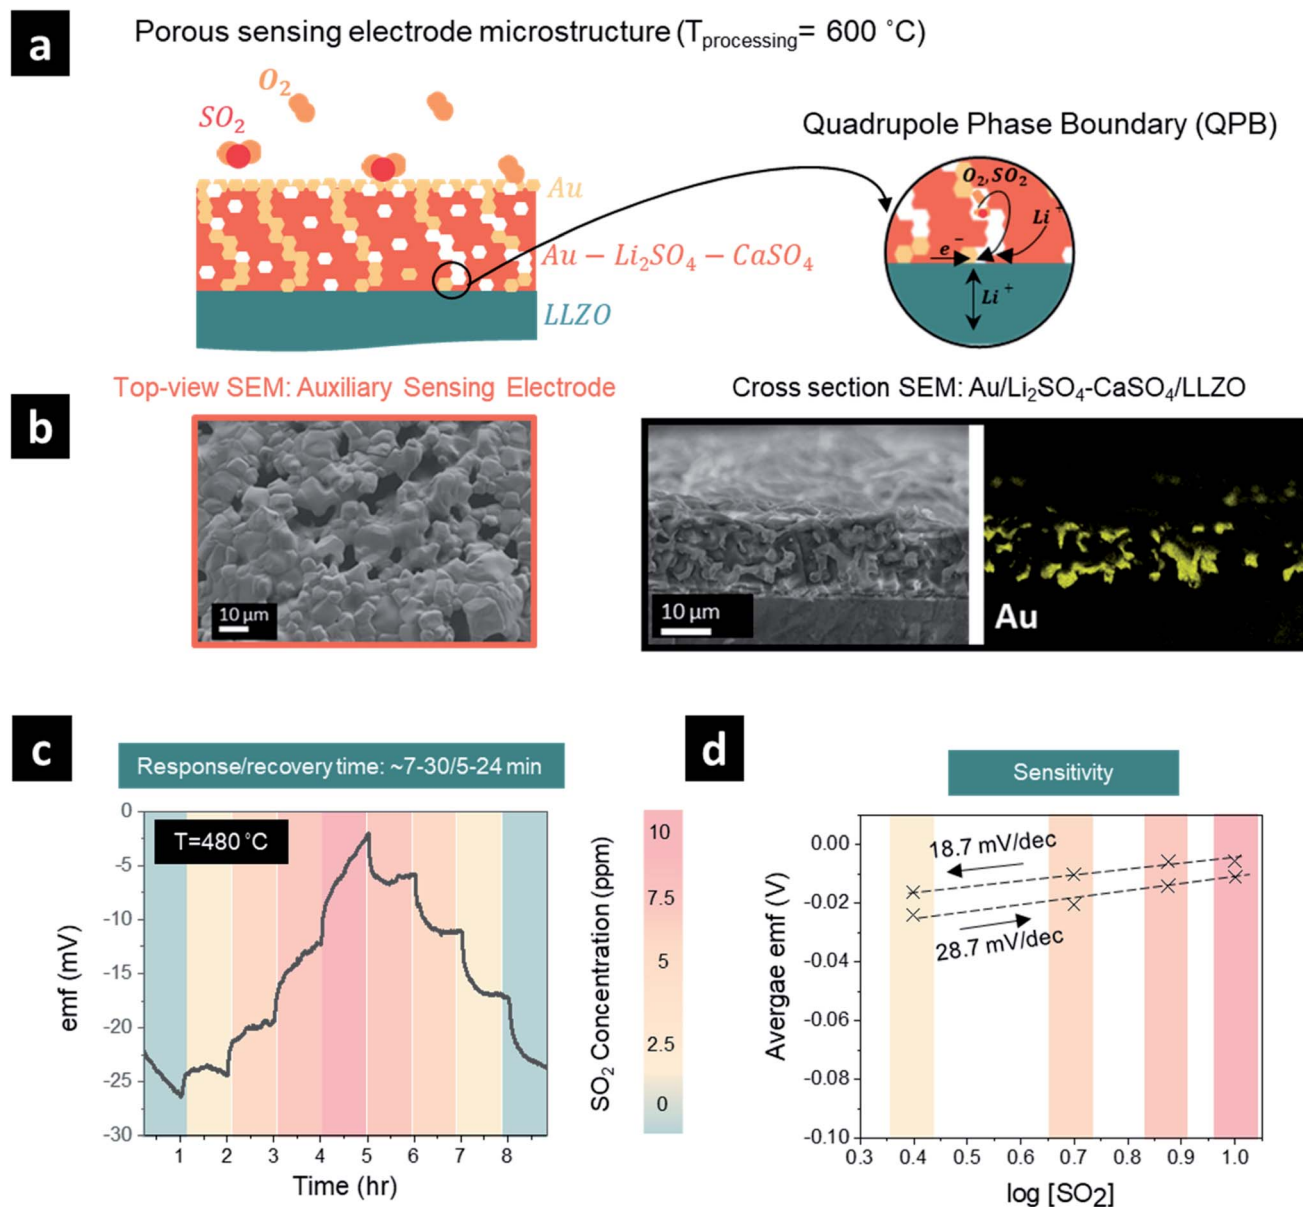 a
Porous sensing electrode microstructure (Tprocessing= 600 °C)
O2
SO2
Au
Au − Li2SO4 − CaSO4
LLZO
Quadrupole Phase Boundary (QPB)
O2, SO2
Li+
e−
Li+
b
Top-view SEM: Auxiliary Sensing Electrode
10 µm
Cross section SEM: Au/Li2SO4-CaSO4/LLZO
10 µm
Au
c
Response/recovery time: ~7-30/5-24 min
T=480 °C
emf (mV)
0
-5
-10
-15
-20
-25
-30
1 2 3 4 5 6 7 8
Time (hr)
SO2 Concentration (ppm)
10
7.5
5
2.5
0
d
Sensitivity
Avergae emf (V)
0.00
-0.02
-0.04
-0.06
-0.08
-0.10
18.7 mV/dec
28.7 mV/dec
0.3 0.4 0.5 0.6 0.7 0.8 0.9 1.0
log [SO2]